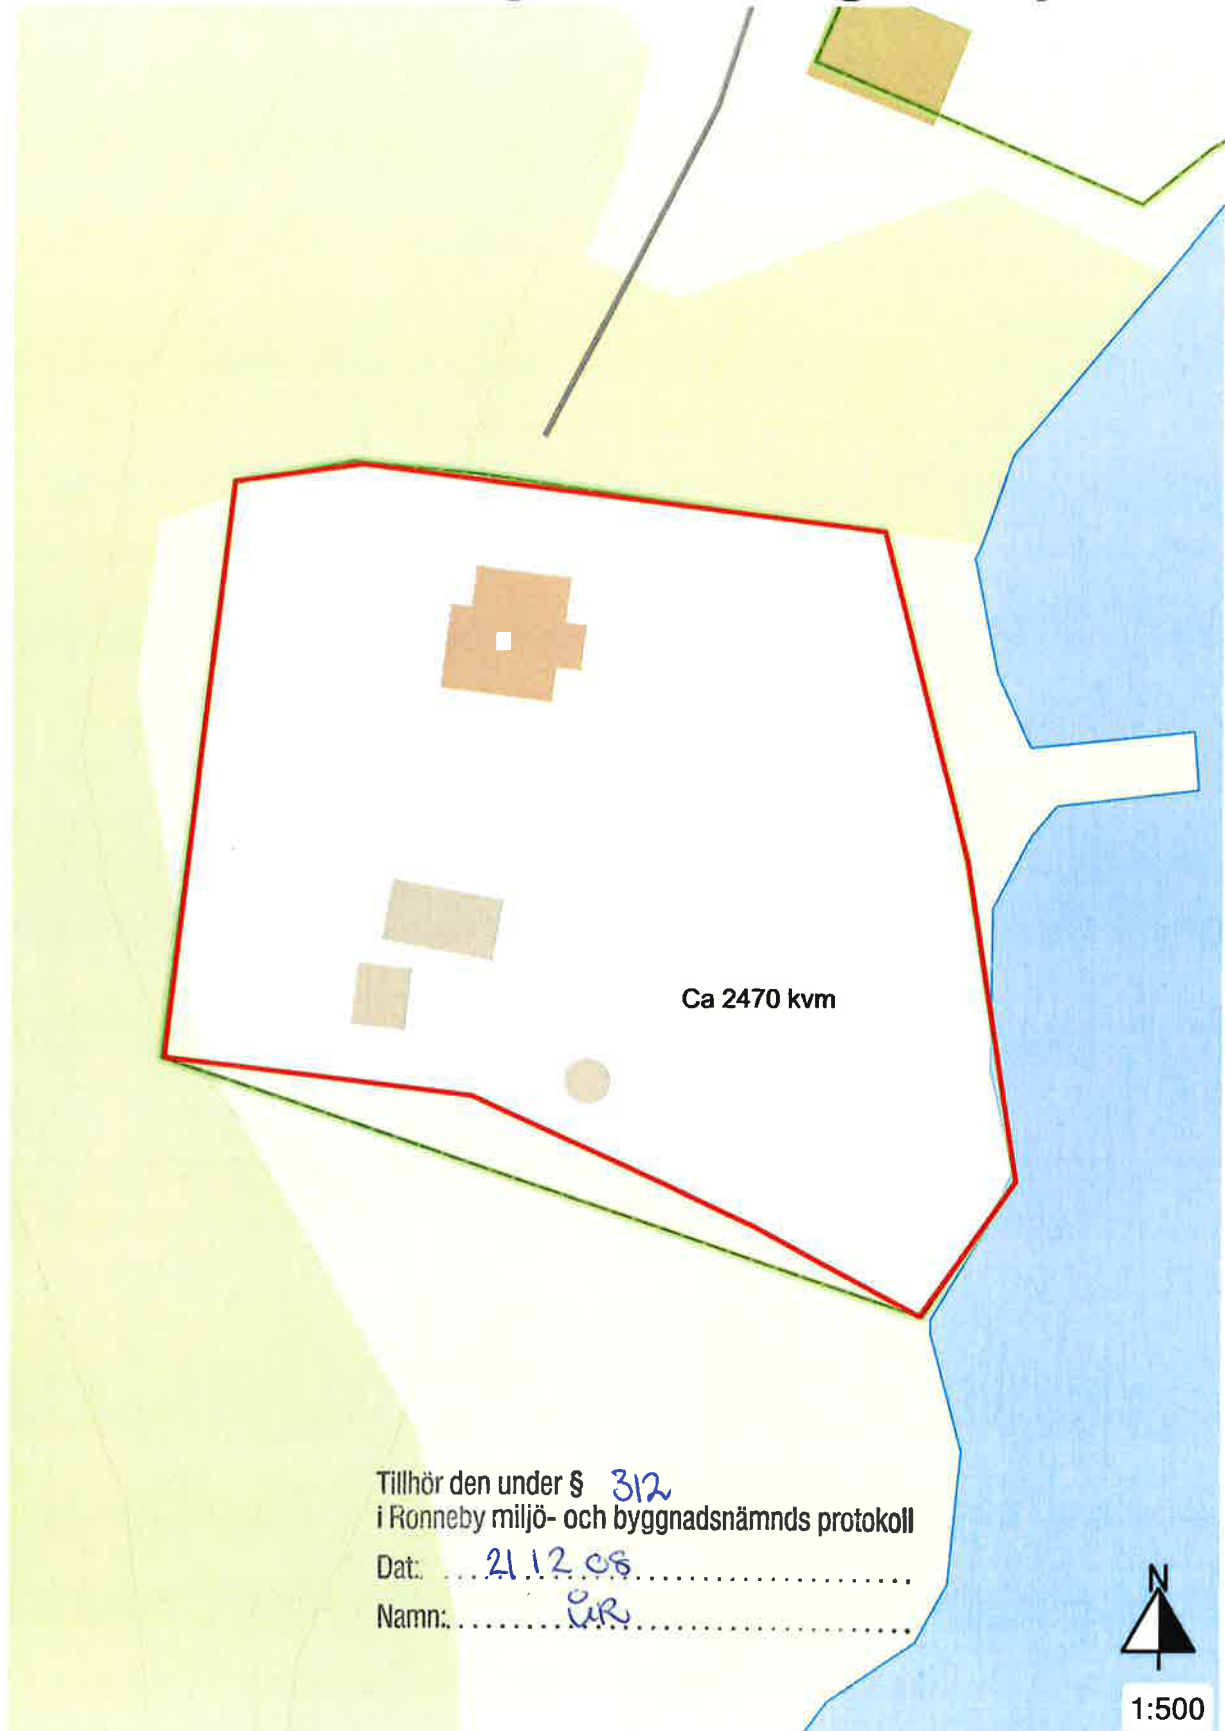 Ca 2470 kvm
Tillhör den under § 312
i Ronneby miljö- och byggnadsnämnds protokoll
Dat: 21 12 08
Namn:
N
1:500